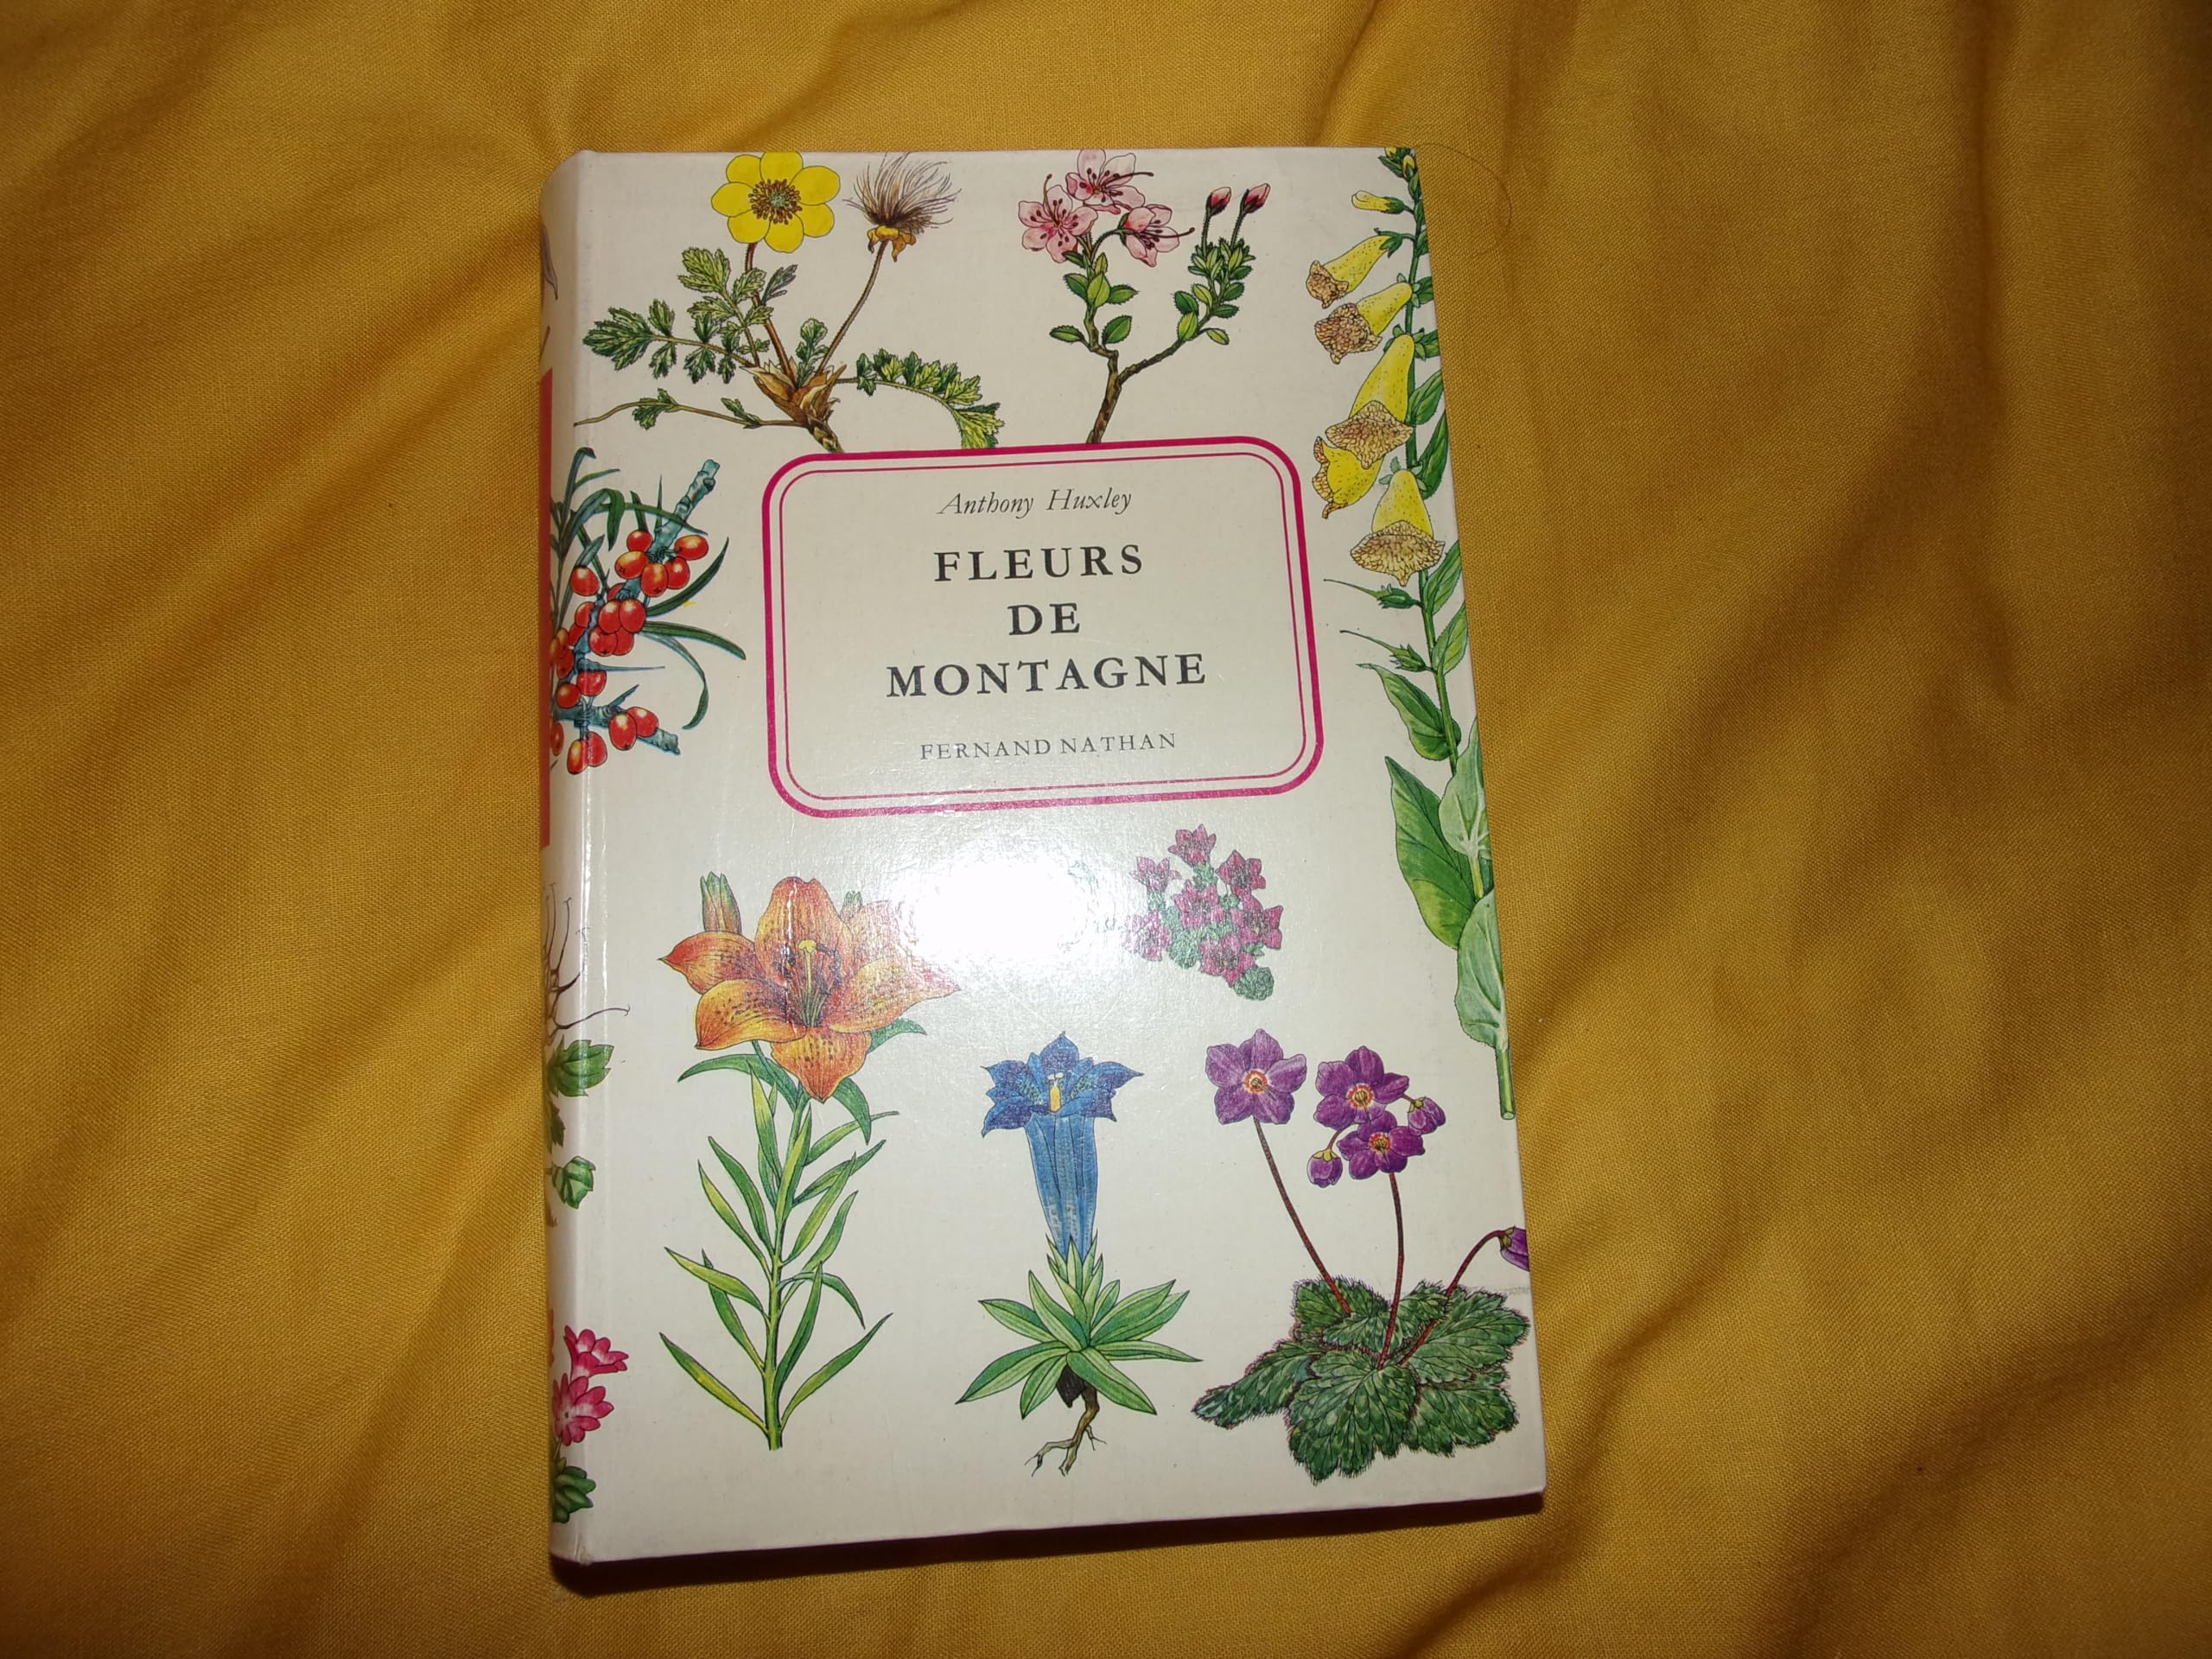 Anthony Huxley
FLEURS
DE
MONTAGNE
FERNAND NATHAN